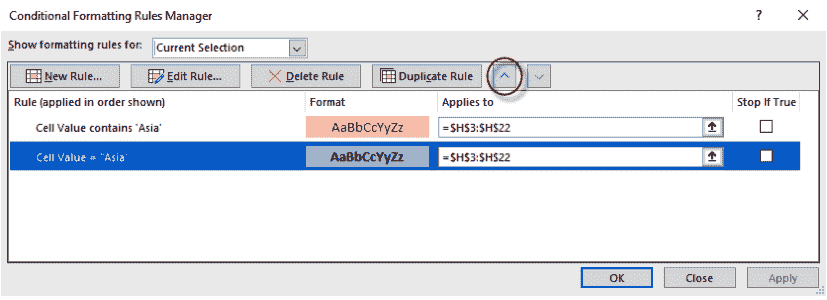 Conditional Formatting Rules Manager
Show formatting rules for: Current Selection
New Rule... Edit Rule... Delete Rule Duplicate Rule
Rule (applied in order shown) Format Applies to Stop If True
Cell Value contains 'Asia' AaBbCcYyZz =$H$3:$H$22
Cell Value = "Asia" AaBbCcYyZz =$H$3:$H$22
OK Close Apply